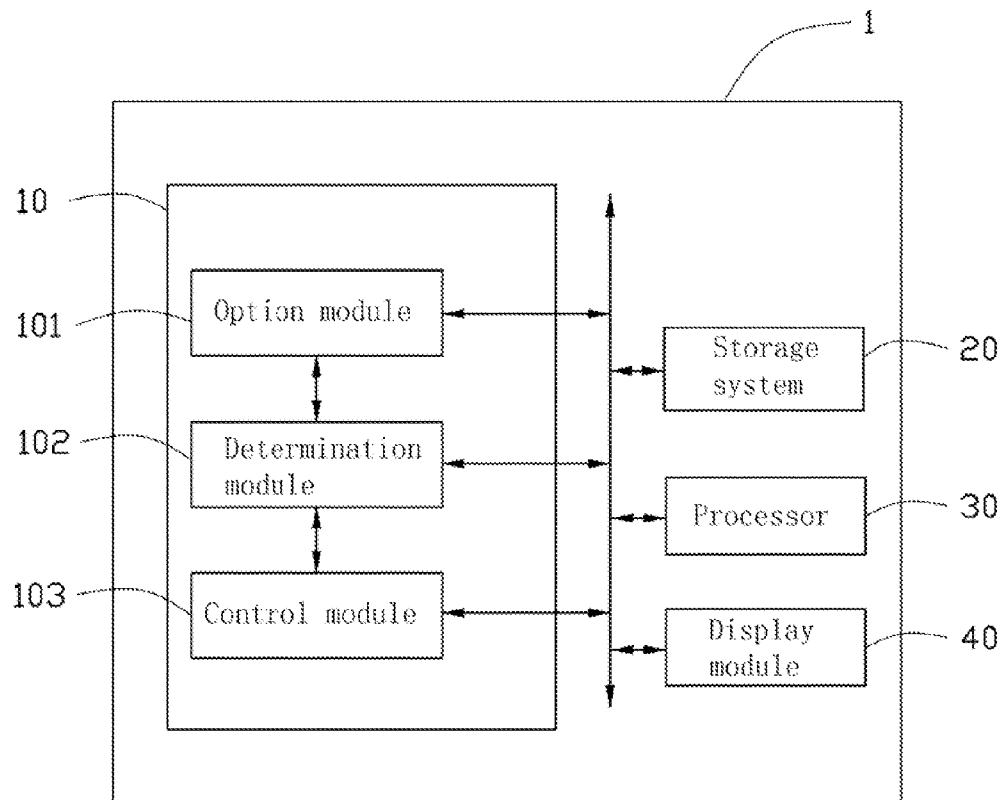 1
10
101
Option module
102
Determination
module
103
Control module
Storage
system
20
Processor
30
Display
module
40